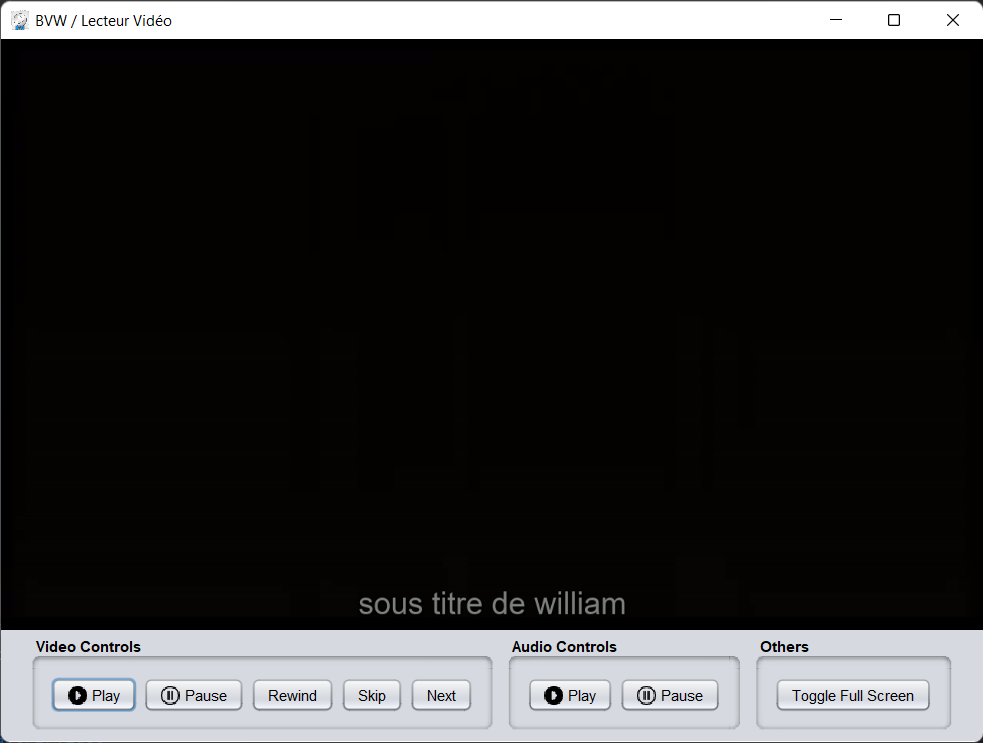 BVW / Lecteur Vidéo
sous titre de william
Video Controls
Play Pause Rewind Skip Next
Audio Controls
Play Pause
Others
Toggle Full Screen